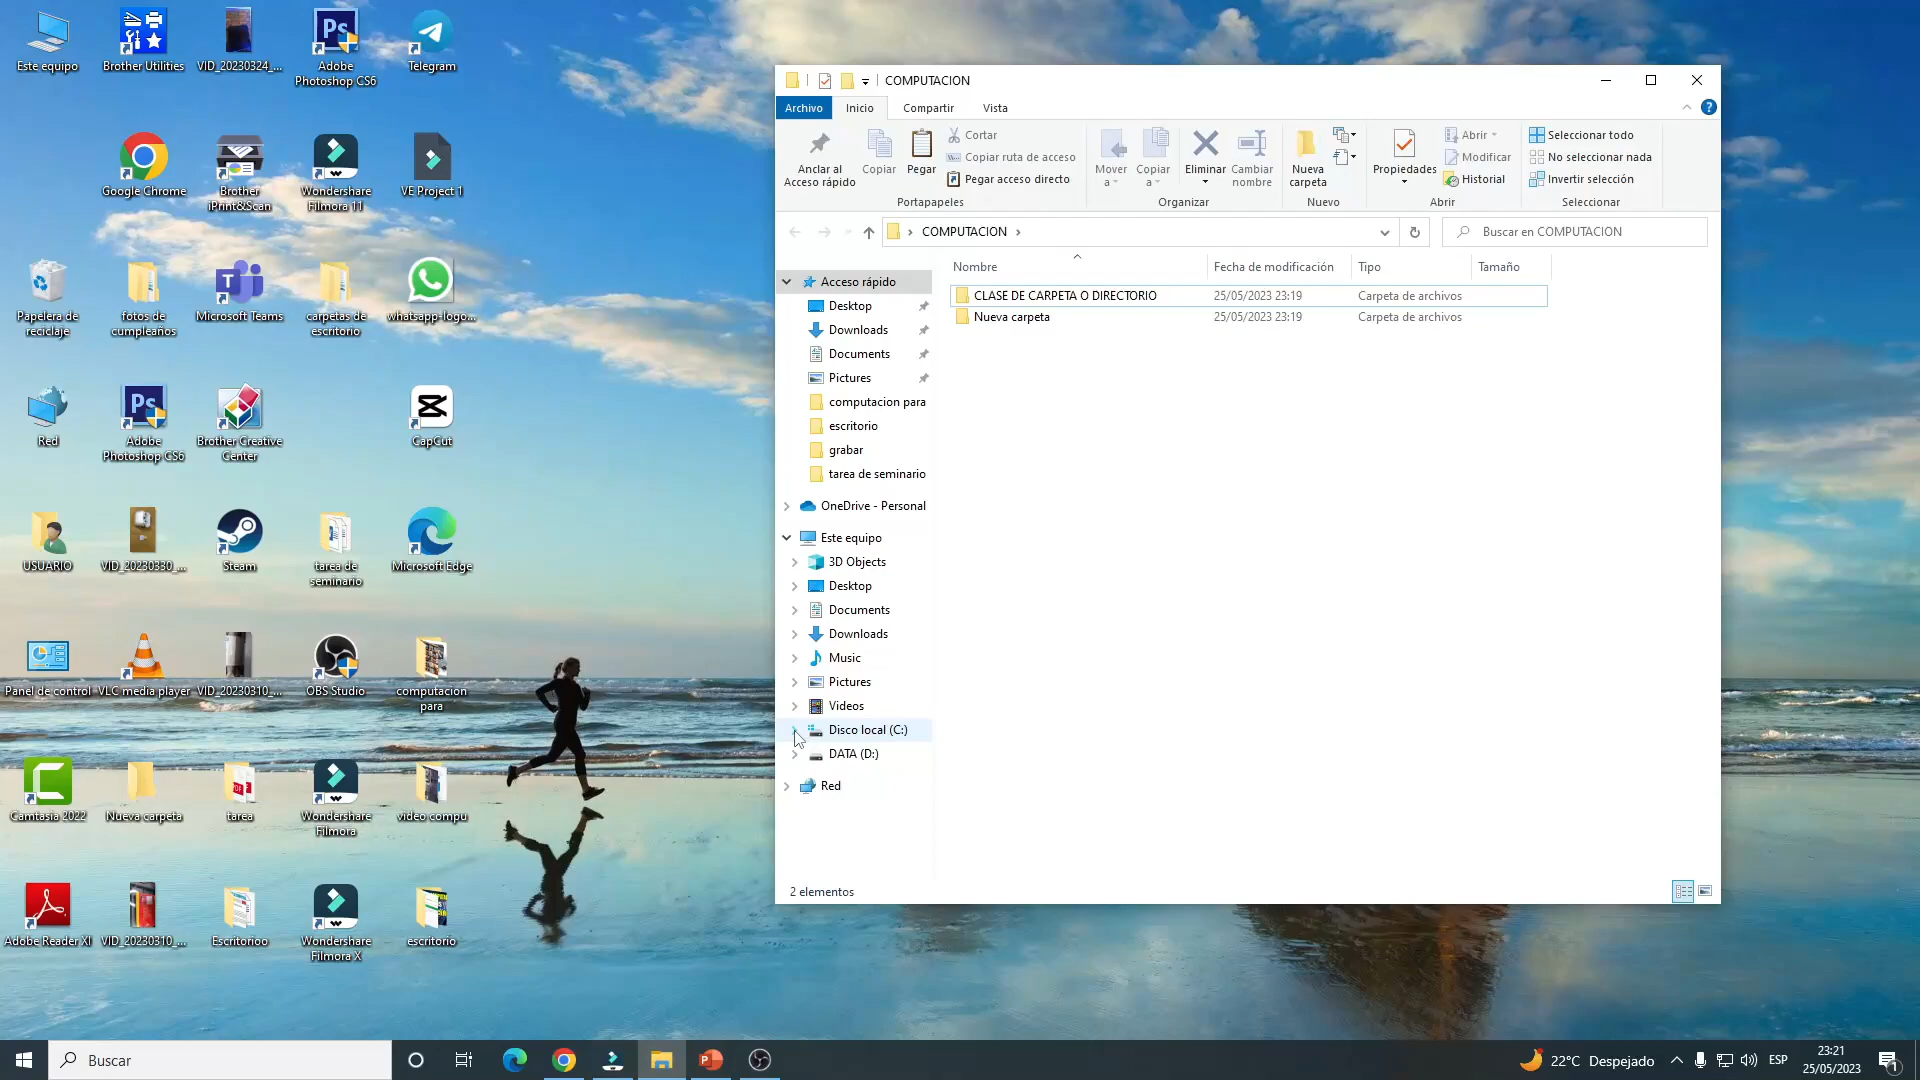 Este equipo
Brother Utilities
VID_20230324_...
Adobe
Photoshop CS6
Telegram
Google Chrome
Brother
iPrint&Scan
Wondershare
Filmora 11
VE Project 1
Papelera de
reciclaje
fotos de
cumpleaños
Microsoft Teams
carpetas de
escritorio
whatsapp-logo...
Red
Adobe
Photoshop CS6
Brother Creative
Center
CapCut
USUARIO
VID_20230330_...
Steam
tarea de
seminario
Microsoft Edge
Panel de control
VLC media player
VID_20230310_...
OBS Studio
computacion
para
Camtasia 2022
Nueva carpeta
tarea
Wondershare
Filmora
video compu
Adobe Reader XI
VID_20230310_...
Escritorioo
Wondershare
Filmora X
escritorio
COMPUTACION
Archivo
Inicio
Compartir
Vista
Anclar al
Acceso rápido
Copiar
Pegar
Cortar
Copiar ruta de acceso
Pegar acceso directo
Portapapeles
Mover
a
Copiar
a
Eliminar
Cambiar
nombre
Organizar
Nueva
carpeta
Nuevo
Propiedades
Abrir
Modificar
Historial
Abrir
Seleccionar todo
No seleccionar nada
Invertir selección
Seleccionar
COMPUTACION
Buscar en COMPUTACION
Acceso rápido
Desktop
Downloads
Documents
Pictures
computacion para
escritorio
grabar
tarea de seminario
OneDrive - Personal
Este equipo
3D Objects
Desktop
Documents
Downloads
Music
Pictures
Videos
Disco local (C:)
DATA (D:)
Red
Nombre
Fecha de modificación
Tipo
Tamaño
CLASE DE CARPETA O DIRECTORIO
25/05/2023 23:19
Carpeta de archivos
Nueva carpeta
25/05/2023 23:19
Carpeta de archivos
2 elementos
Buscar
22°C Despejado
ESP
23:21
25/05/2023
1